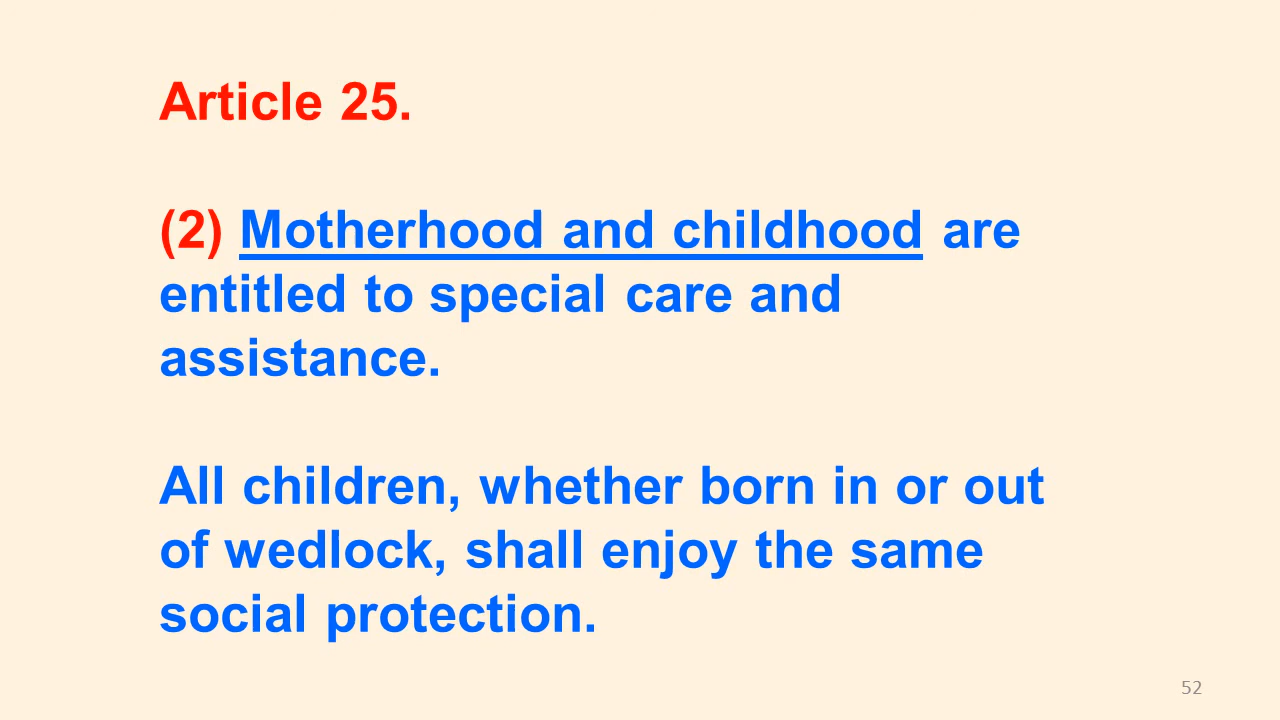 Article 25.
(2) Motherhood and childhood are
entitled to special care and
assistance.
All children, whether born in or out
of wedlock, shall enjoy the same
social protection.
52